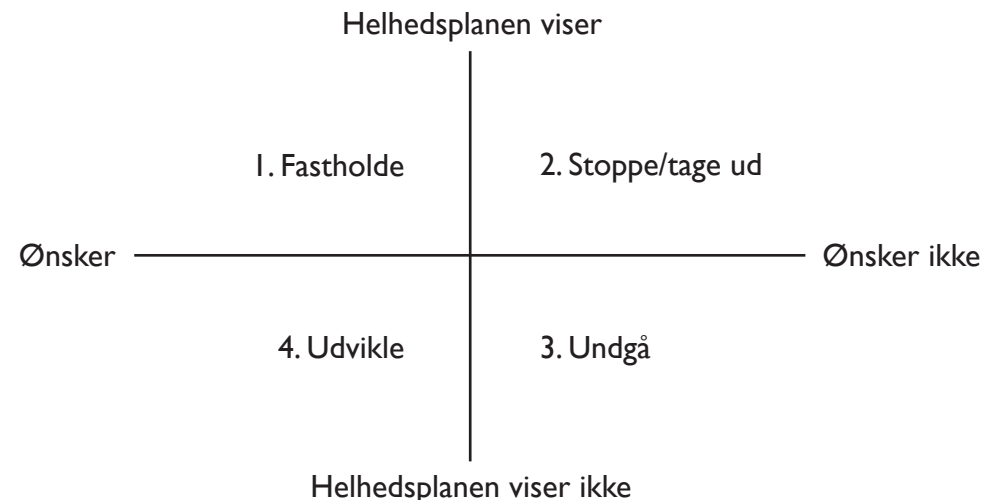 Helhedsplanen viser
1. Fastholde
2. Stoppe/tage ud
Ønsker
Ønsker ikke
4. Udvikle
3. Undgå
Helhedsplanen viser ikke